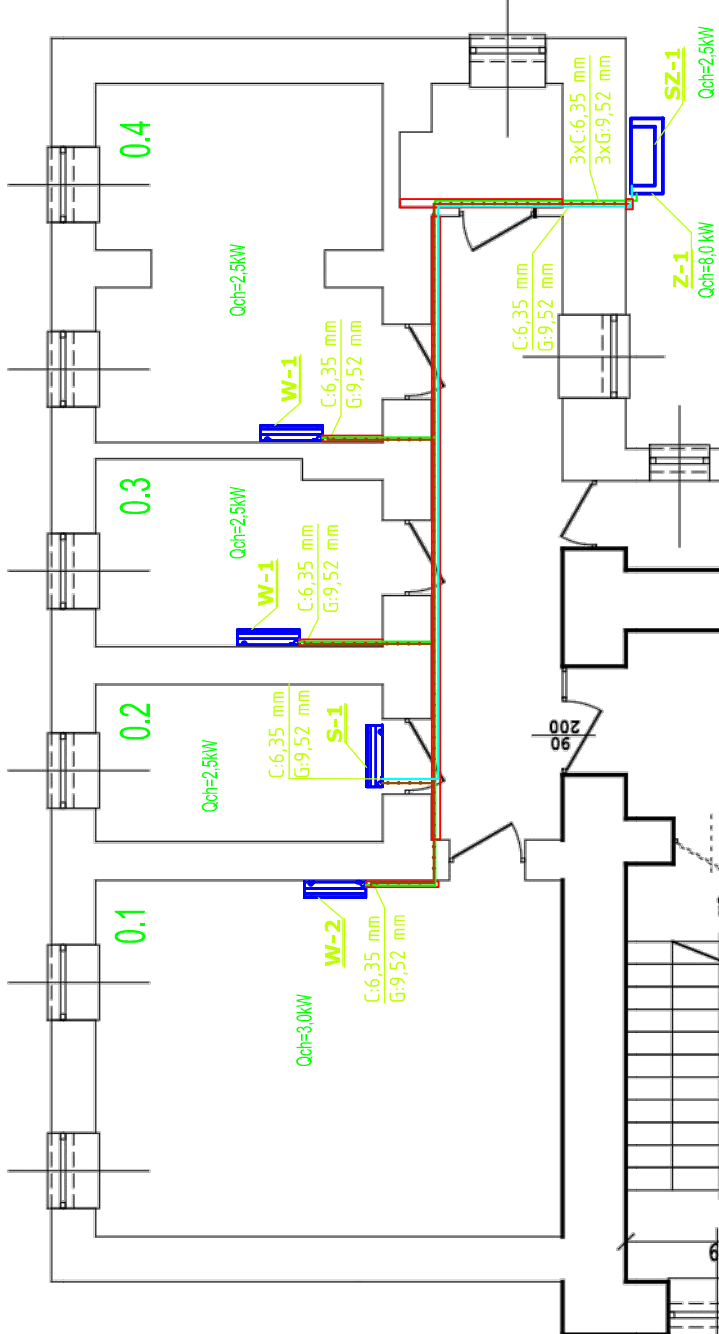 0.4
Qch=2,5kW
W-1
C:6,35 mm
G:9,52 mm
3xC:6,35 mm
3xG:9,52 mm
SZ-1
Qch=2,5kW
C:6,35 mm
G:9,52 mm
Z-1
Qch=8,0 kW
0.3
Qch=2,5kW
W-1
C:6,35 mm
G:9,52 mm
0.2
Qch=2,5kW
C:6,35 mm
G:9,52 mm
S-1
90
200
0.1
W-2
C:6,35 mm
G:9,52 mm
Qch=3,0kW